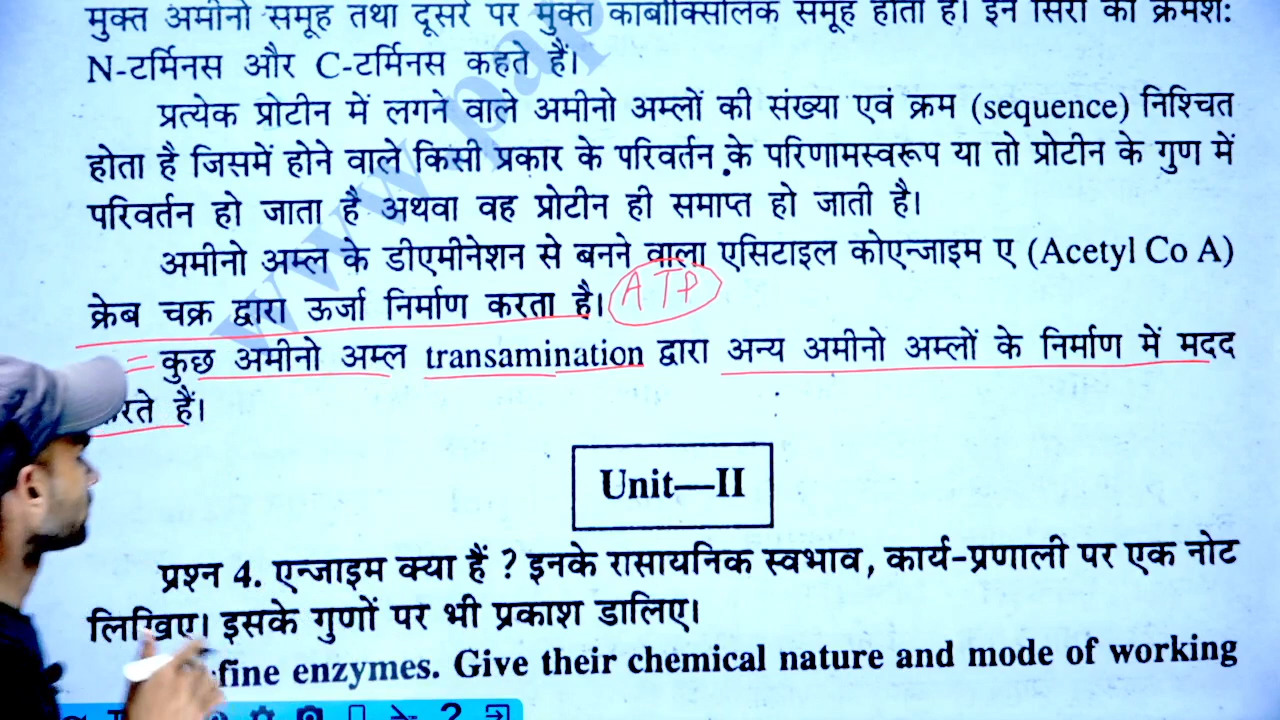 मुक्त अमीनो समूह तथा दूसरे पर मुक्त कार्बोक्सिलिक समूह होता है। इन सिरों को क्रमश:
N-टर्मिनस और C-टर्मिनस कहते हैं।
प्रत्येक प्रोटीन में लगने वाले अमीनो अम्लों की संख्या एवं क्रम (sequence) निश्चित
होता है जिसमें होने वाले किसी प्रकार के परिवर्तन के परिणामस्वरूप या तो प्रोटीन के गुण में
परिवर्तन हो जाता है अथवा वह प्रोटीन ही समाप्त हो जाती है।
अमीनो अम्ल के डीएमीनेशन से बनने वाला एसिटाइल कोएन्जाइम ए (Acetyl Co A)
क्रेब चक्र द्वारा ऊर्जा निर्माण करता है। ATP
कुछ अमीनो अम्ल transamination द्वारा अन्य अमीनो अम्लों के निर्माण में मदद
करते हैं।
Unit—II
प्रश्न 4. एन्जाइम क्या हैं ? इनके रासायनिक स्वभाव, कार्य-प्रणाली पर एक नोट
लिखिए। इसके गुणों पर भी प्रकाश डालिए।
fine enzymes. Give their chemical nature and mode of working
www.pap